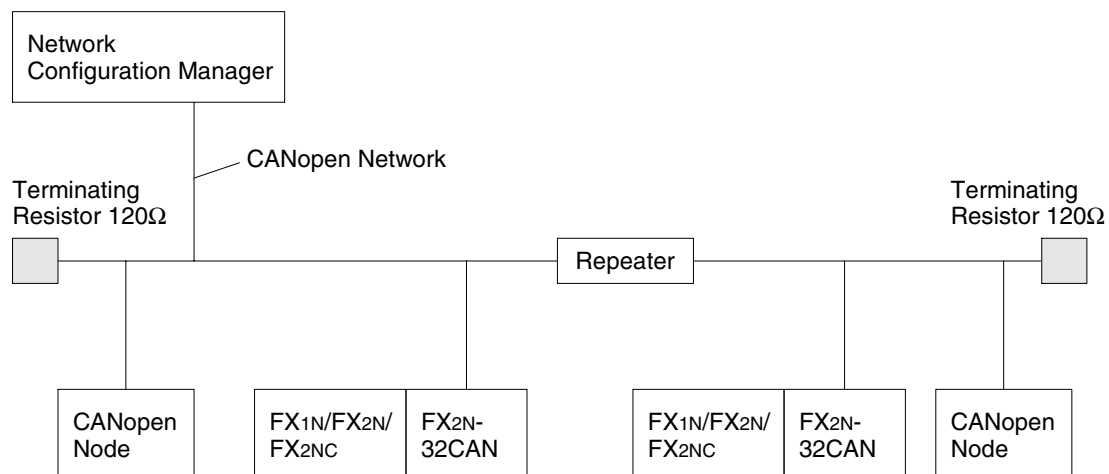 Network
Configuration Manager
CANopen Network
Terminating
Resistor 120Ω
Terminating
Resistor 120Ω
Repeater
CANopen
Node
FX1N/FX2N/
FX2NC
FX2N-
32CAN
FX1N/FX2N/
FX2NC
FX2N-
32CAN
CANopen
Node